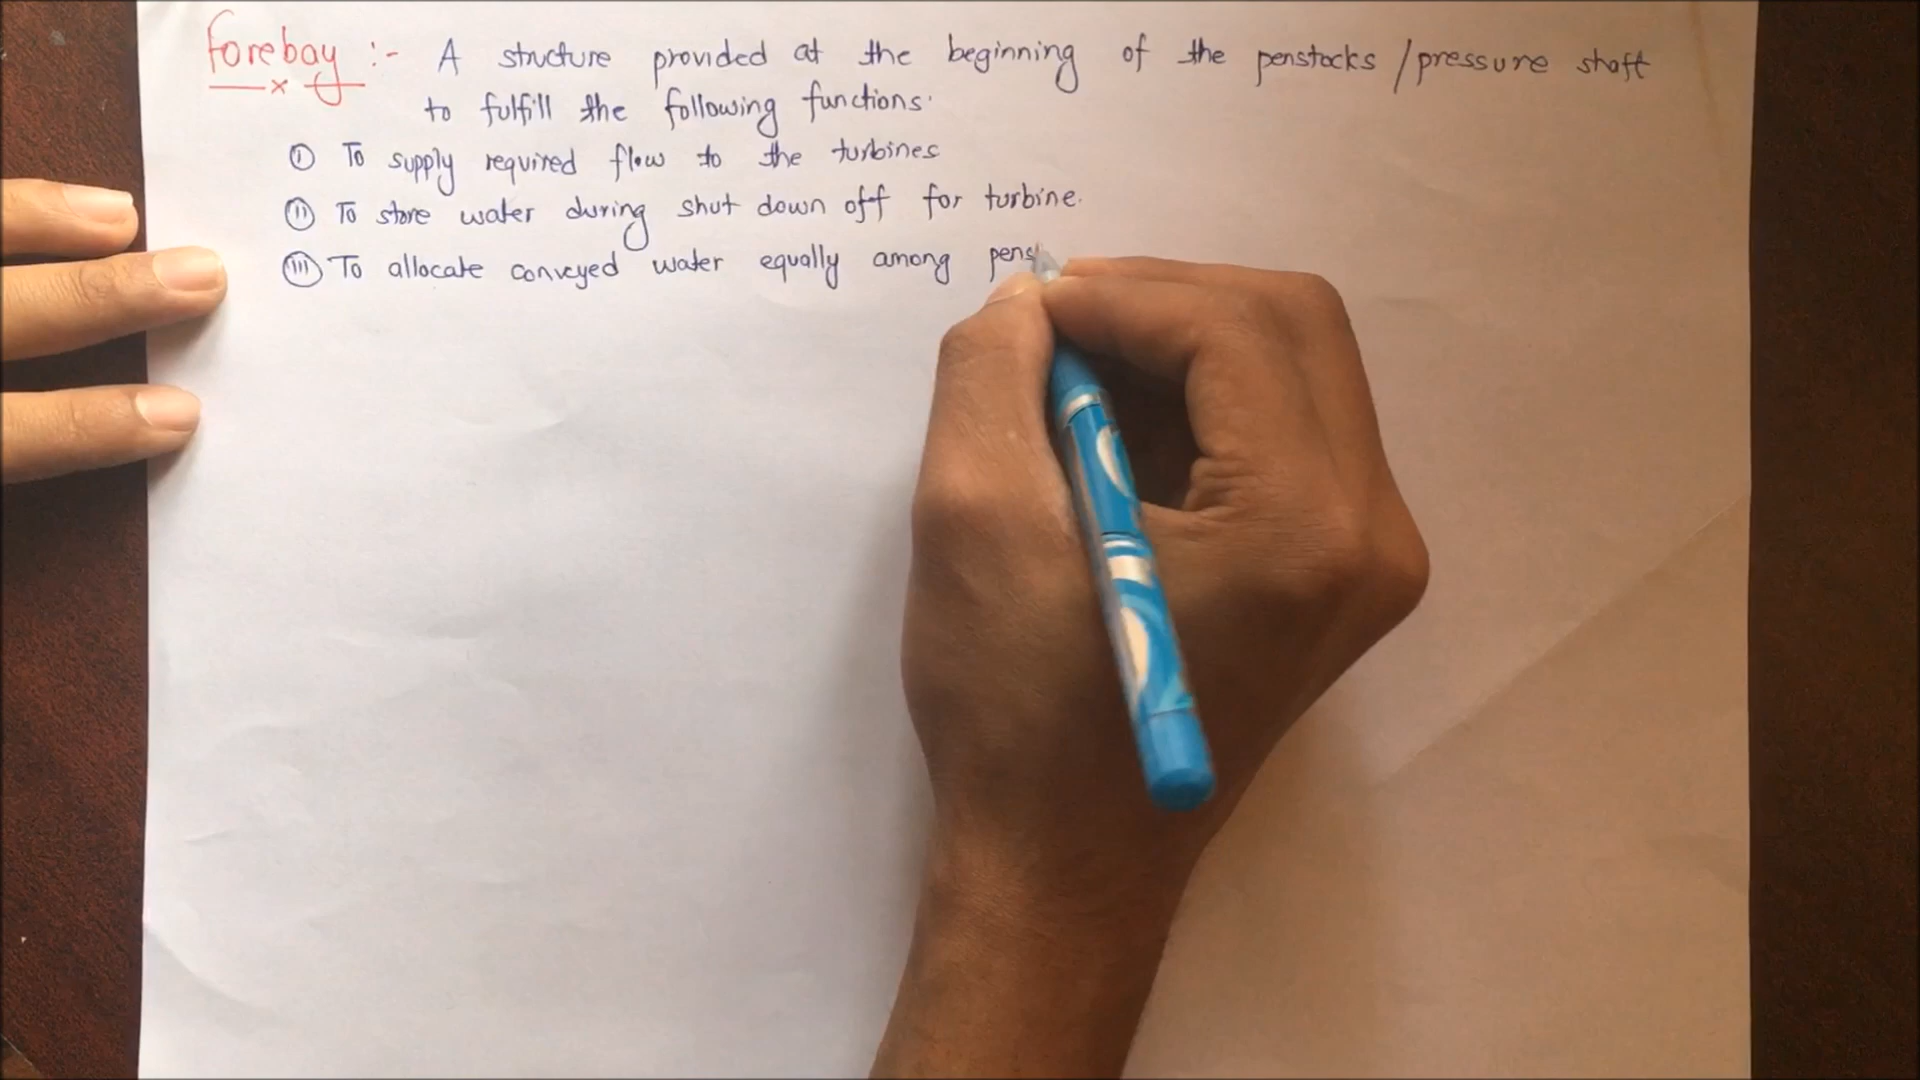 Forebay :- A structure provided at the beginning of the penstocks / pressure shaft
to fulfill the following functions.
(i) To supply required flow to the turbines
(ii) To store water during shut down off for turbine.
(iii) To allocate conveyed water equally among pens